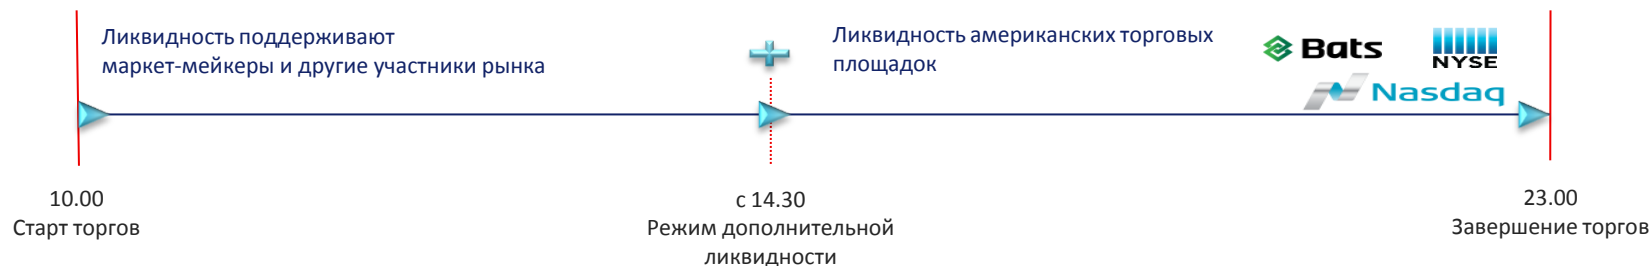 Ликвидность поддерживают
маркет-мейкеры и другие участники рынка
Ликвидность американских торговых
площадок
Bats
NYSE
Nasdaq
10.00
Старт торгов
с 14.30
Режим дополнительной
ликвидности
23.00
Завершение торгов